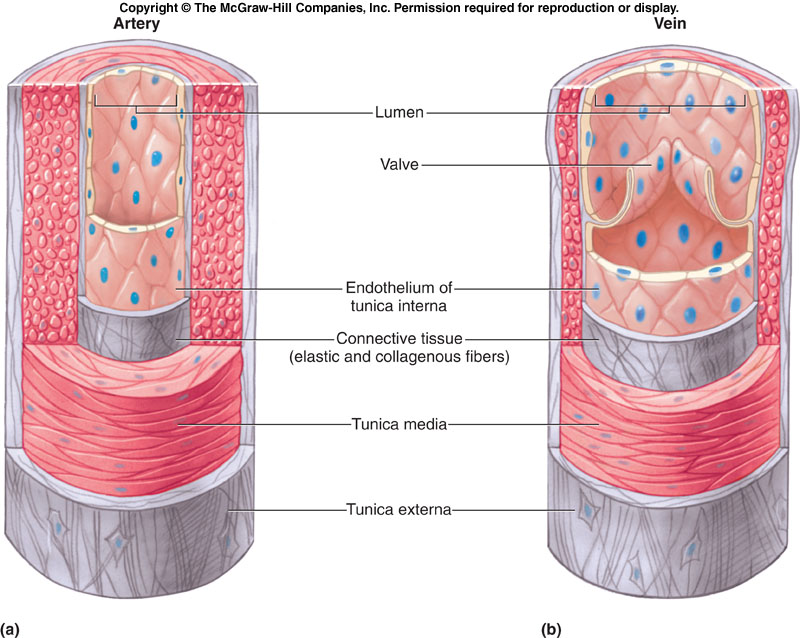 Copyright © The McGraw-Hill Companies, Inc. Permission required for reproduction or display.
Artery
Vein
Lumen
Valve
Endothelium of
tunica interna
Connective tissue
(elastic and collagenous fibers)
Tunica media
Tunica externa
(a)
(b)